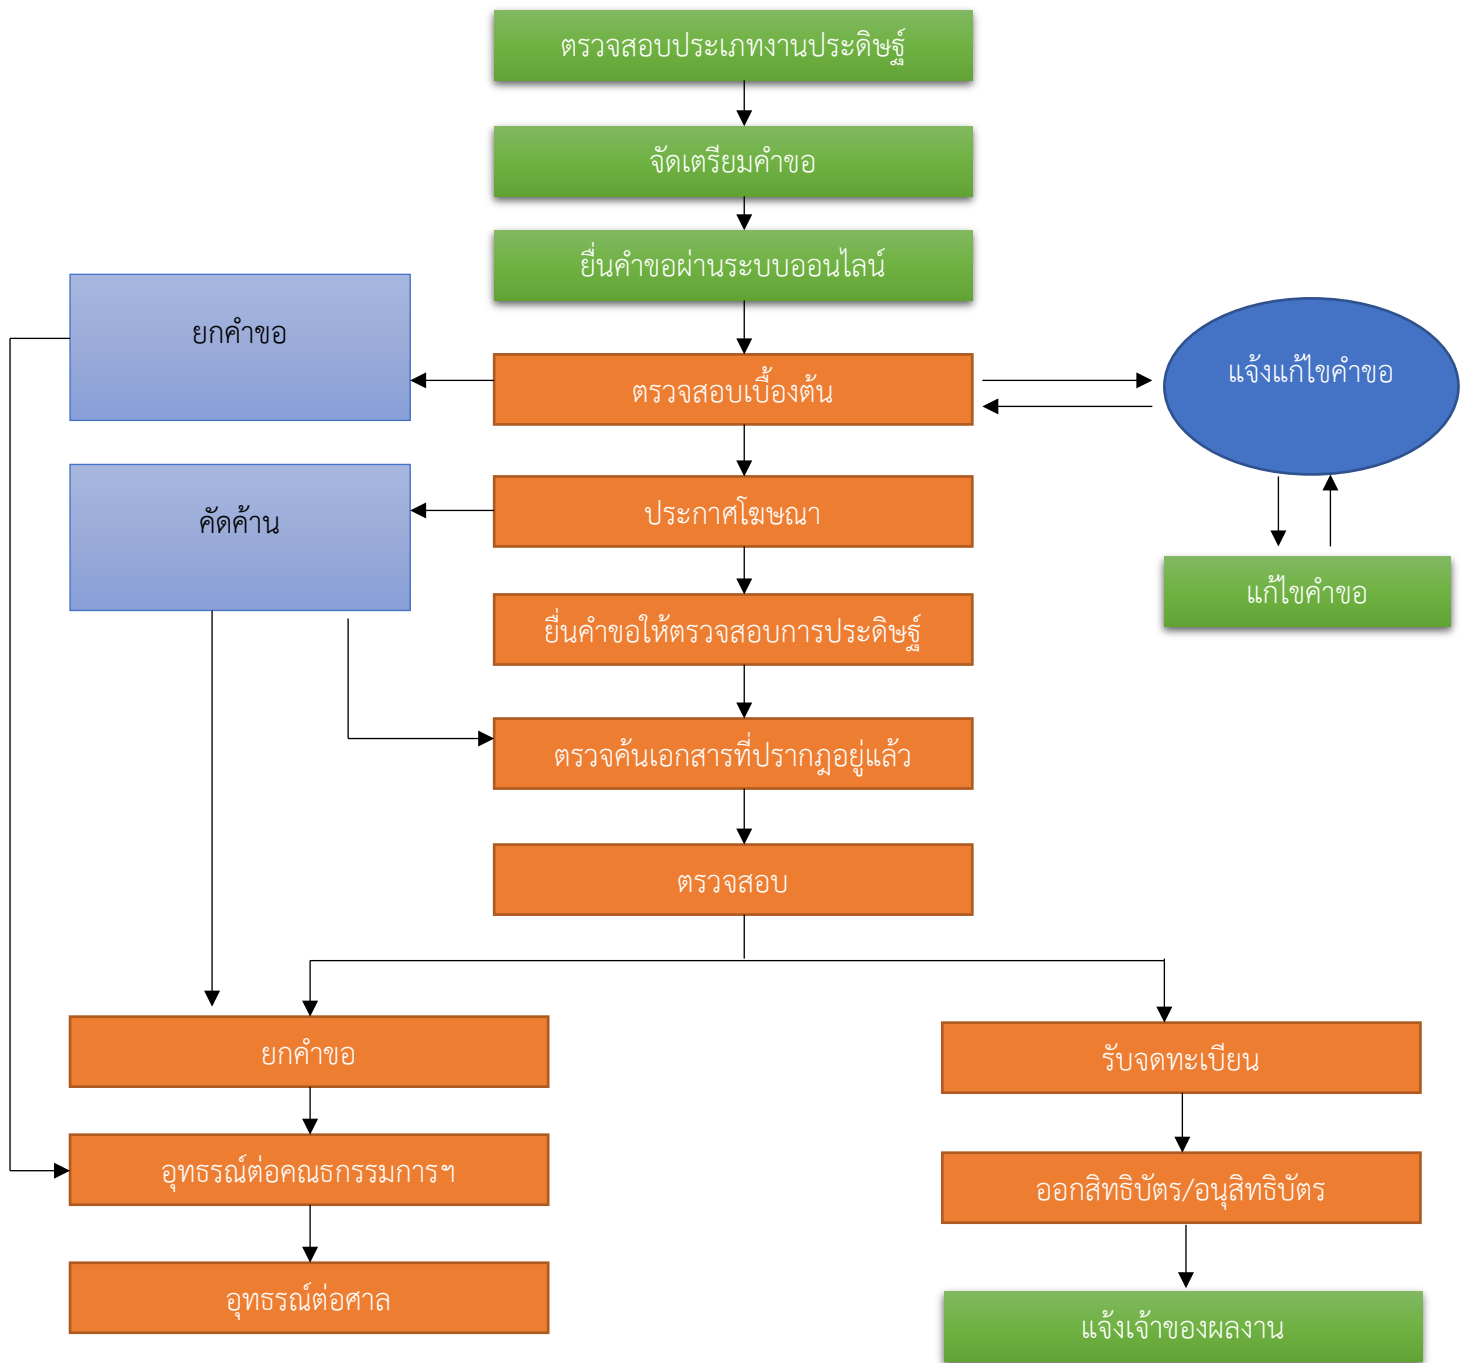 ตรวจสอบประเภทงานประดิษฐ์
จัดเตรียมคำขอ
ยื่นคำขอผ่านระบบออนไลน์
ยกคำขอ
ตรวจสอบเบื้องต้น
แจ้งแก้ไขคำขอ
คัดค้าน
ประกาศโฆษณา
แก้ไขคำขอ
ยื่นคำขอให้ตรวจสอบการประดิษฐ์
ตรวจค้นเอกสารที่ปรากฎอยู่แล้ว
ตรวจสอบ
ยกคำขอ
รับจดทะเบียน
อุทธรณ์ต่อคณธกรรมการฯ
ออกสิทธิบัตร/อนุสิทธิบัตร
อุทธรณ์ต่อศาล
แจ้งเจ้าของผลงาน